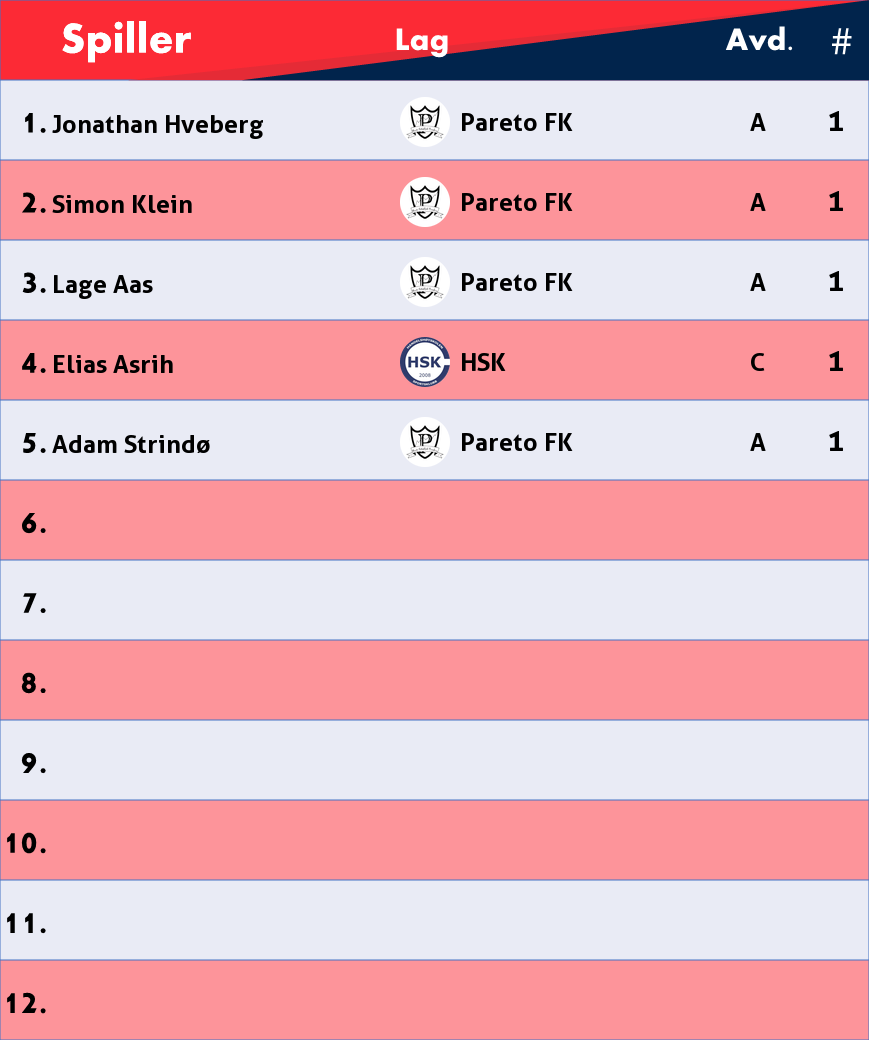 Spiller Lag Avd. #
1. Jonathan Hveberg Pareto FK A 1
2. Simon Klein Pareto FK A 1
3. Lage Aas Pareto FK A 1
4. Elias Asrih HSK HSK C 1
2008
5. Adam Strindø Pareto FK A 1
6.
7.
8.
9.
10.
11.
12.